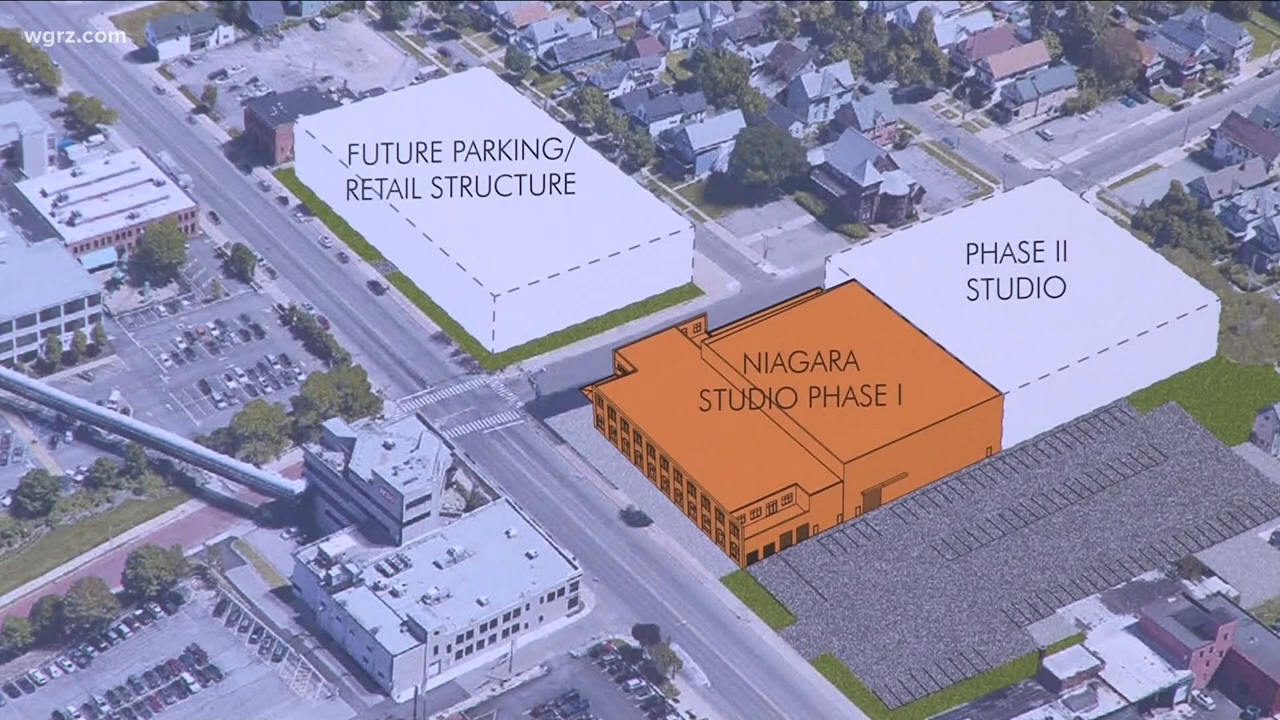 wgrz.com
FUTURE PARKING/
RETAIL STRUCTURE
PHASE II
STUDIO
NIAGARA
STUDIO PHASE I